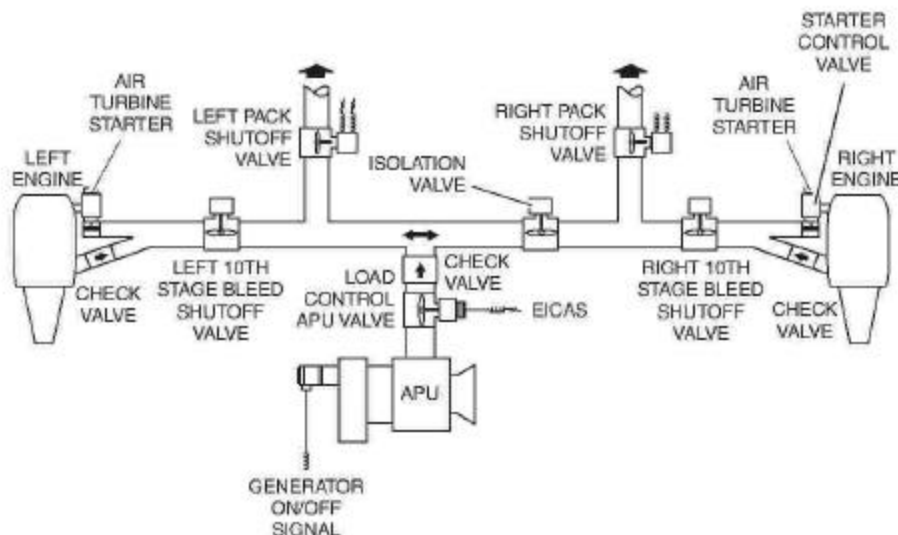 STARTER
CONTROL
VALVE
AIR
TURBINE
STARTER
LEFT PACK
SHUTOFF
VALVE
RIGHT PACK
SHUTOFF
VALVE
AIR
TURBINE
STARTER
LEFT
ENGINE
ISOLATION
VALVE
RIGHT
ENGINE
CHECK
VALVE
LEFT 10TH
STAGE BLEED
SHUTOFF
VALVE
LOAD
CONTROL
APU VALVE
CHECK
VALVE
EICAS
RIGHT 10TH
STAGE BLEED
SHUTOFF
VALVE
CHECK
VALVE
APU
GENERATOR
ON/OFF
SIGNAL